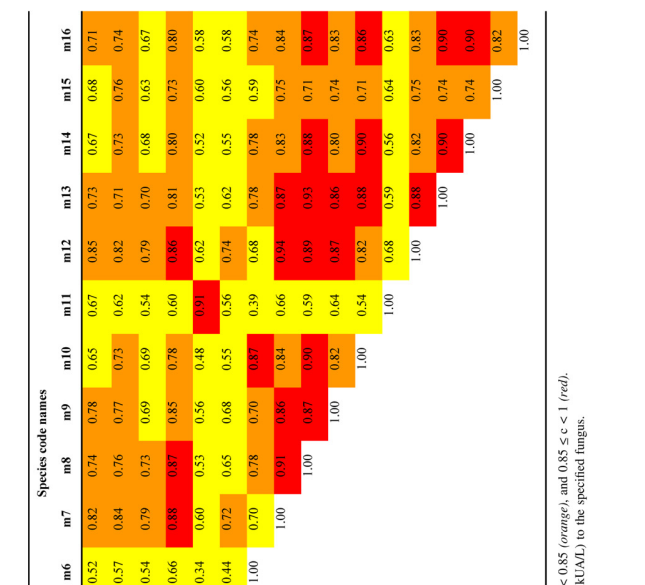 Species code names
m6 m7 m8 m9 m10 m11 m12 m13 m14 m15 m16
0.52 0.82 0.74 0.78 0.65 0.67 0.85 0.73 0.67 0.68 0.71
0.57 0.84 0.76 0.77 0.73 0.62 0.82 0.71 0.73 0.76 0.74
0.54 0.79 0.73 0.69 0.69 0.54 0.79 0.70 0.68 0.63 0.67
0.66 0.88 0.87 0.85 0.78 0.60 0.86 0.81 0.80 0.73 0.80
0.34 0.60 0.53 0.56 0.48 0.91 0.62 0.53 0.52 0.60 0.58
0.44 0.72 0.65 0.68 0.55 0.56 0.74 0.62 0.55 0.56 0.58
1.00 0.70 0.78 0.70 0.87 0.39 0.68 0.78 0.78 0.59 0.74
1.00 0.91 0.86 0.84 0.66 0.94 0.87 0.83 0.75 0.84
1.00 0.87 0.90 0.59 0.89 0.93 0.88 0.71 0.87
1.00 0.82 0.64 0.87 0.86 0.80 0.74 0.83
1.00 0.54 0.82 0.88 0.90 0.71 0.86
1.00 0.68 0.59 0.56 0.64 0.63
1.00 0.88 0.82 0.75 0.83
1.00 0.90 0.74 0.90
1.00 0.74 0.90
1.00 0.82
1.00
< 0.85 (orange), and 0.85 ≤ c < 1 (red).
kUA/L) to the specified fungus.